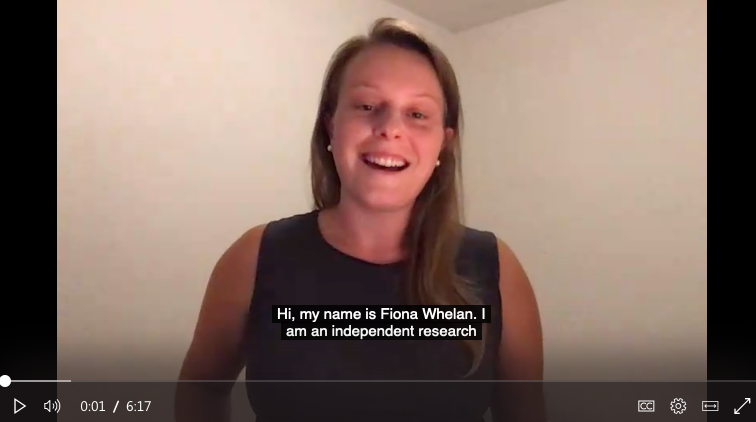 Hi, my name is Fiona Whelan. I
am an independent research
0:01 / 6:17
CC